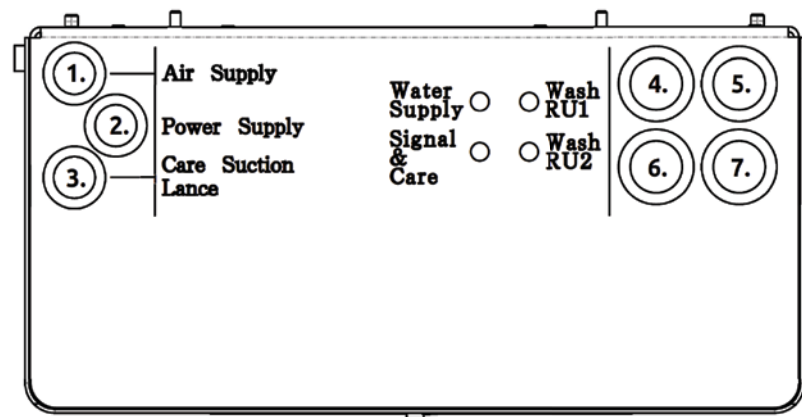 1. Air Supply
2. Power Supply
3. Care Suction
Lance
Water
Supply
Signal
&
Care
Wash
RU1
Wash
RU2
4. 5.
6. 7.